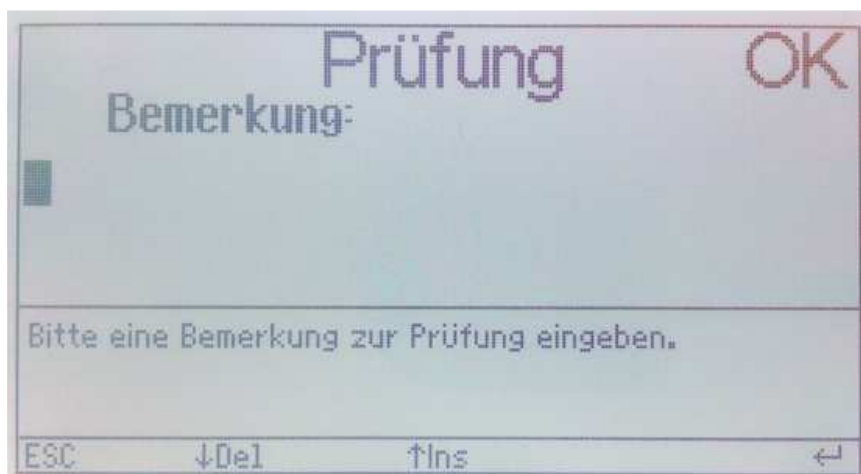 Prüfung OK
Bemerkung:
Bitte eine Bemerkung zur Prüfung eingeben.
ESC ↓Del ↑Ins ↵